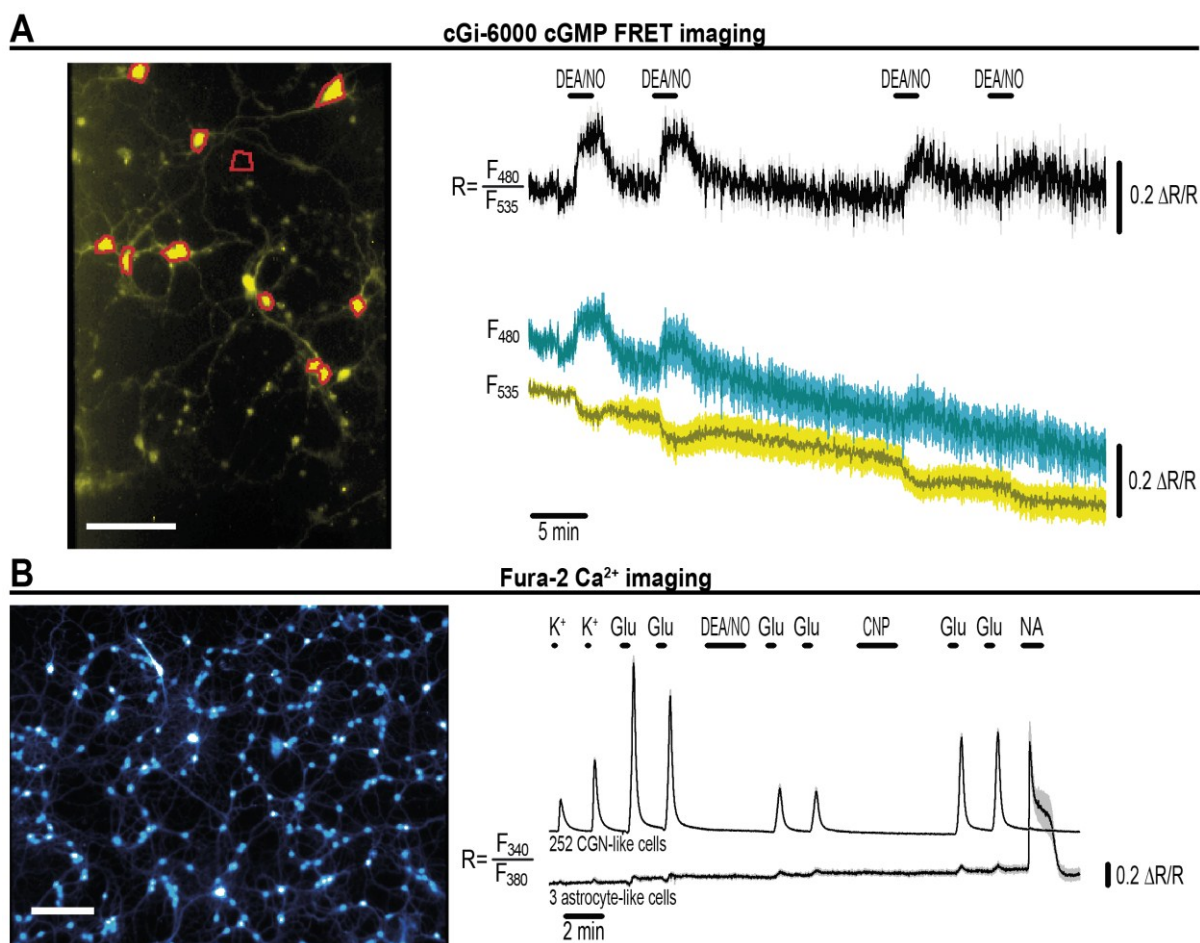 A
cGi-6000 cGMP FRET imaging
DEA/NO DEA/NO DEA/NO DEA/NO
R= F480
F535
0.2 ΔR/R
F480
F535
0.2 ΔR/R
5 min
B
Fura-2 Ca²⁺ imaging
K⁺ K⁺ Glu Glu DEA/NO Glu Glu CNP Glu Glu NA
252 CGN-like cells
R= F340
F380
0.2 ΔR/R
3 astrocyte-like cells
2 min